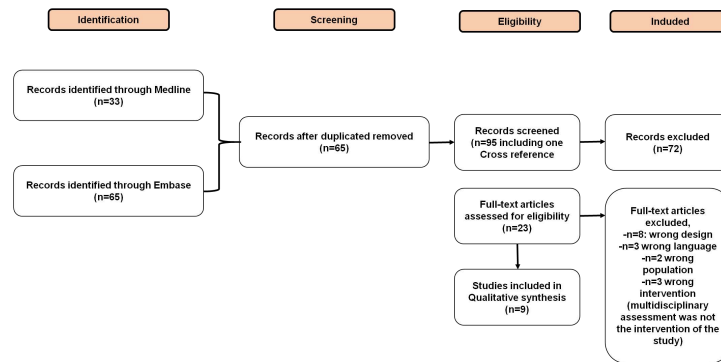 Identification
Screening
Eligibility
Induded
Records identified through Medline
(n=33)
Records identified through Embase
(n=65)
Records after duplicated removed
(n=65)
Records screened
(n=95 including one
Cross reference
Records excluded
(n=72)
Full-text articles
assessed for eligibility
(n=23)
Full-text articles
excluded,
-n=8: wrong design
-n=3 wrong language
-n=2 wrong
population
-n=3 wrong
intervention
(multidisciplinary
assessment was not
the intervention of the
study)
Studies included in
Qualitative synthesis
(n=9)